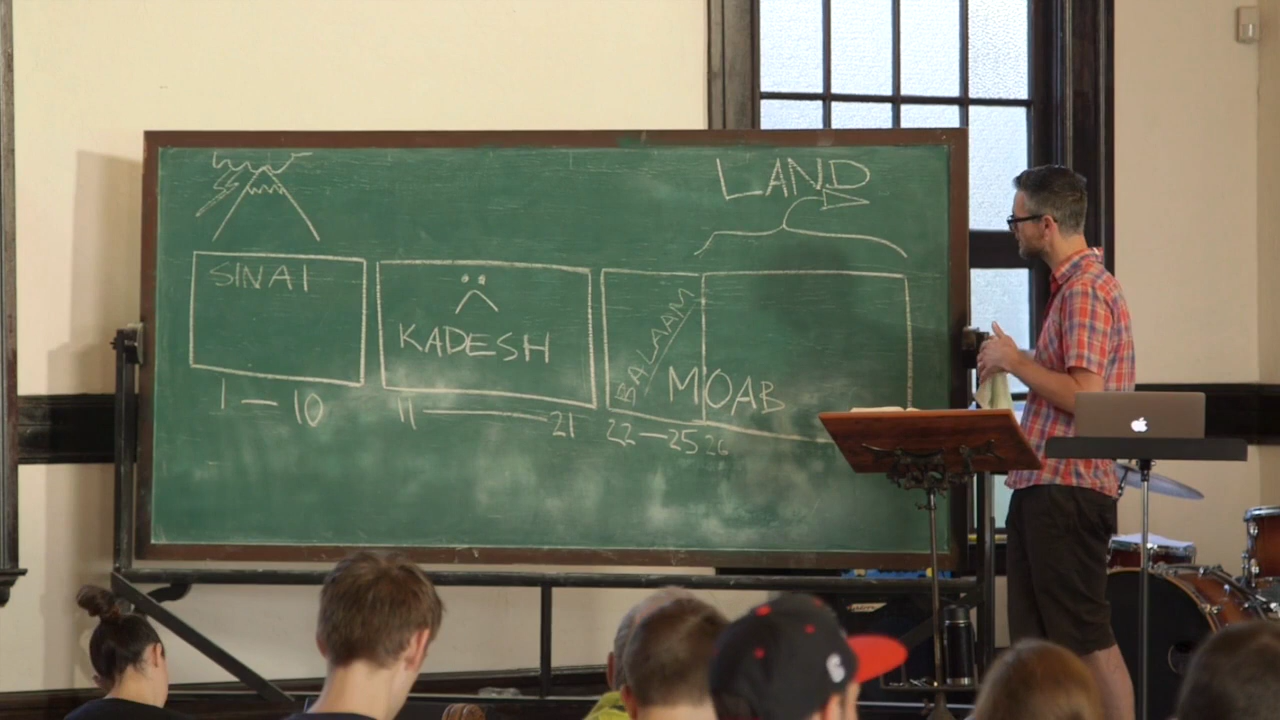 LAND
SINAI
KADESH
BALAAM
MOAB
1 — 10
11 — 21
22 — 25 26